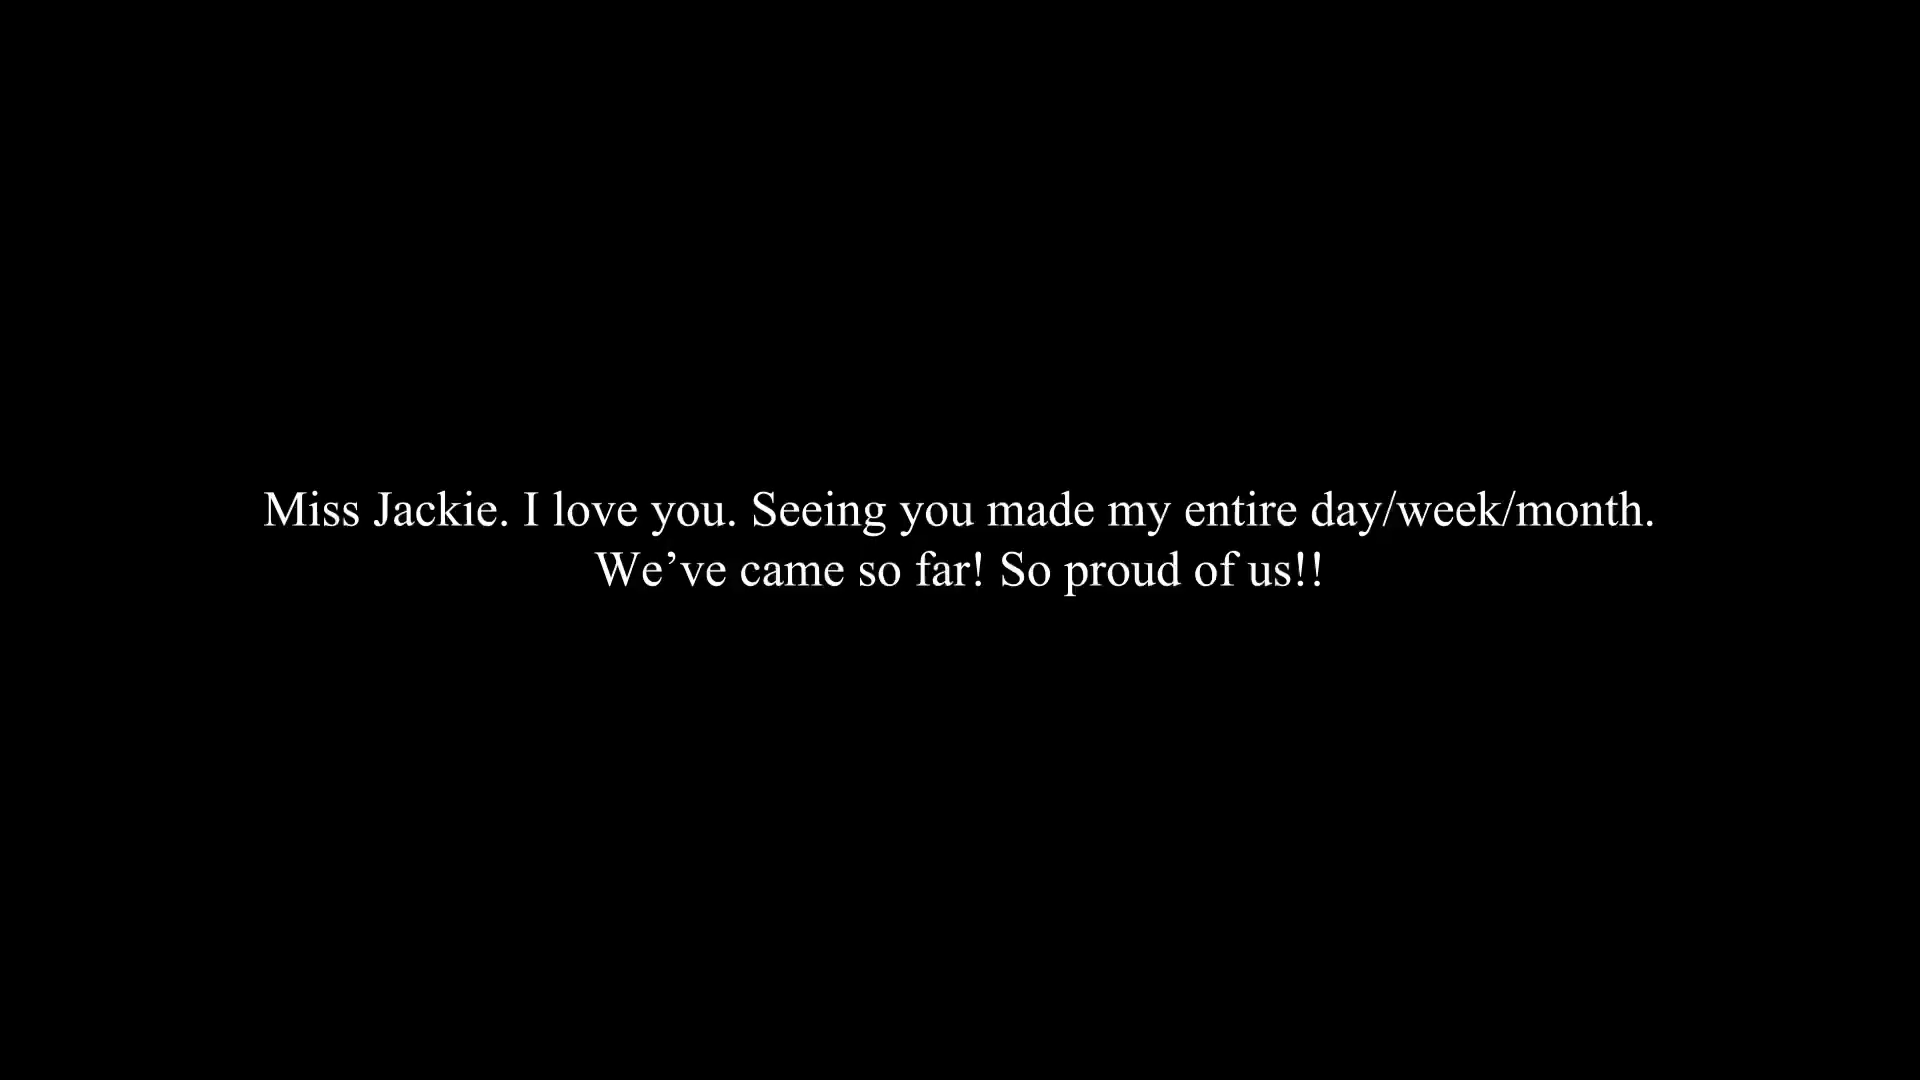 Miss Jackie. I love you. Seeing you made my entire day/week/month.
We’ve came so far! So proud of us!!